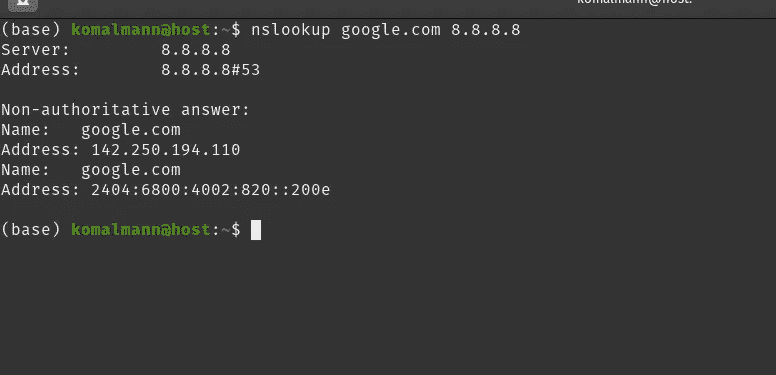 komalmann@host:
(base) komalmann@host:~$ nslookup google.com 8.8.8.8
Server:         8.8.8.8
Address:        8.8.8.8#53

Non-authoritative answer:
Name:   google.com
Address: 142.250.194.110
Name:   google.com
Address: 2404:6800:4002:820::200e

(base) komalmann@host:~$